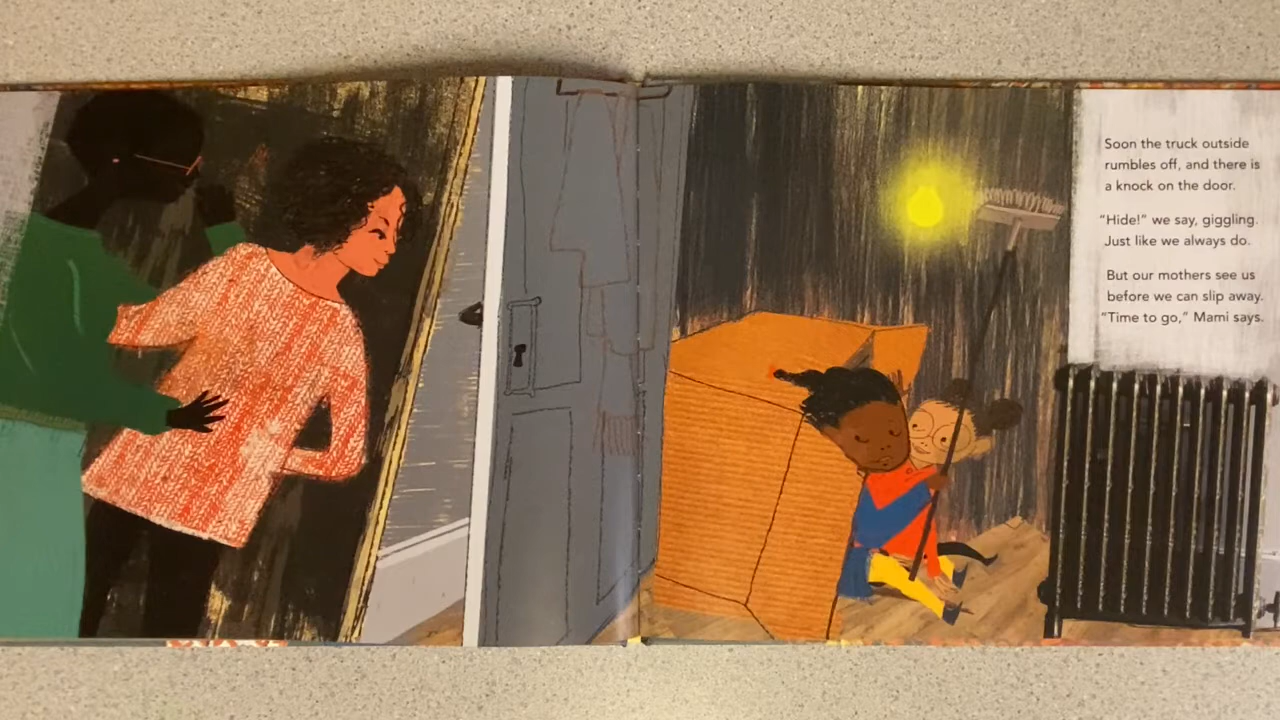 Soon the truck outside
rumbles off, and there is
a knock on the door.
“Hide!” we say, giggling.
Just like we always do.
But our mothers see us
before we can slip away.
“Time to go,” Mami says.